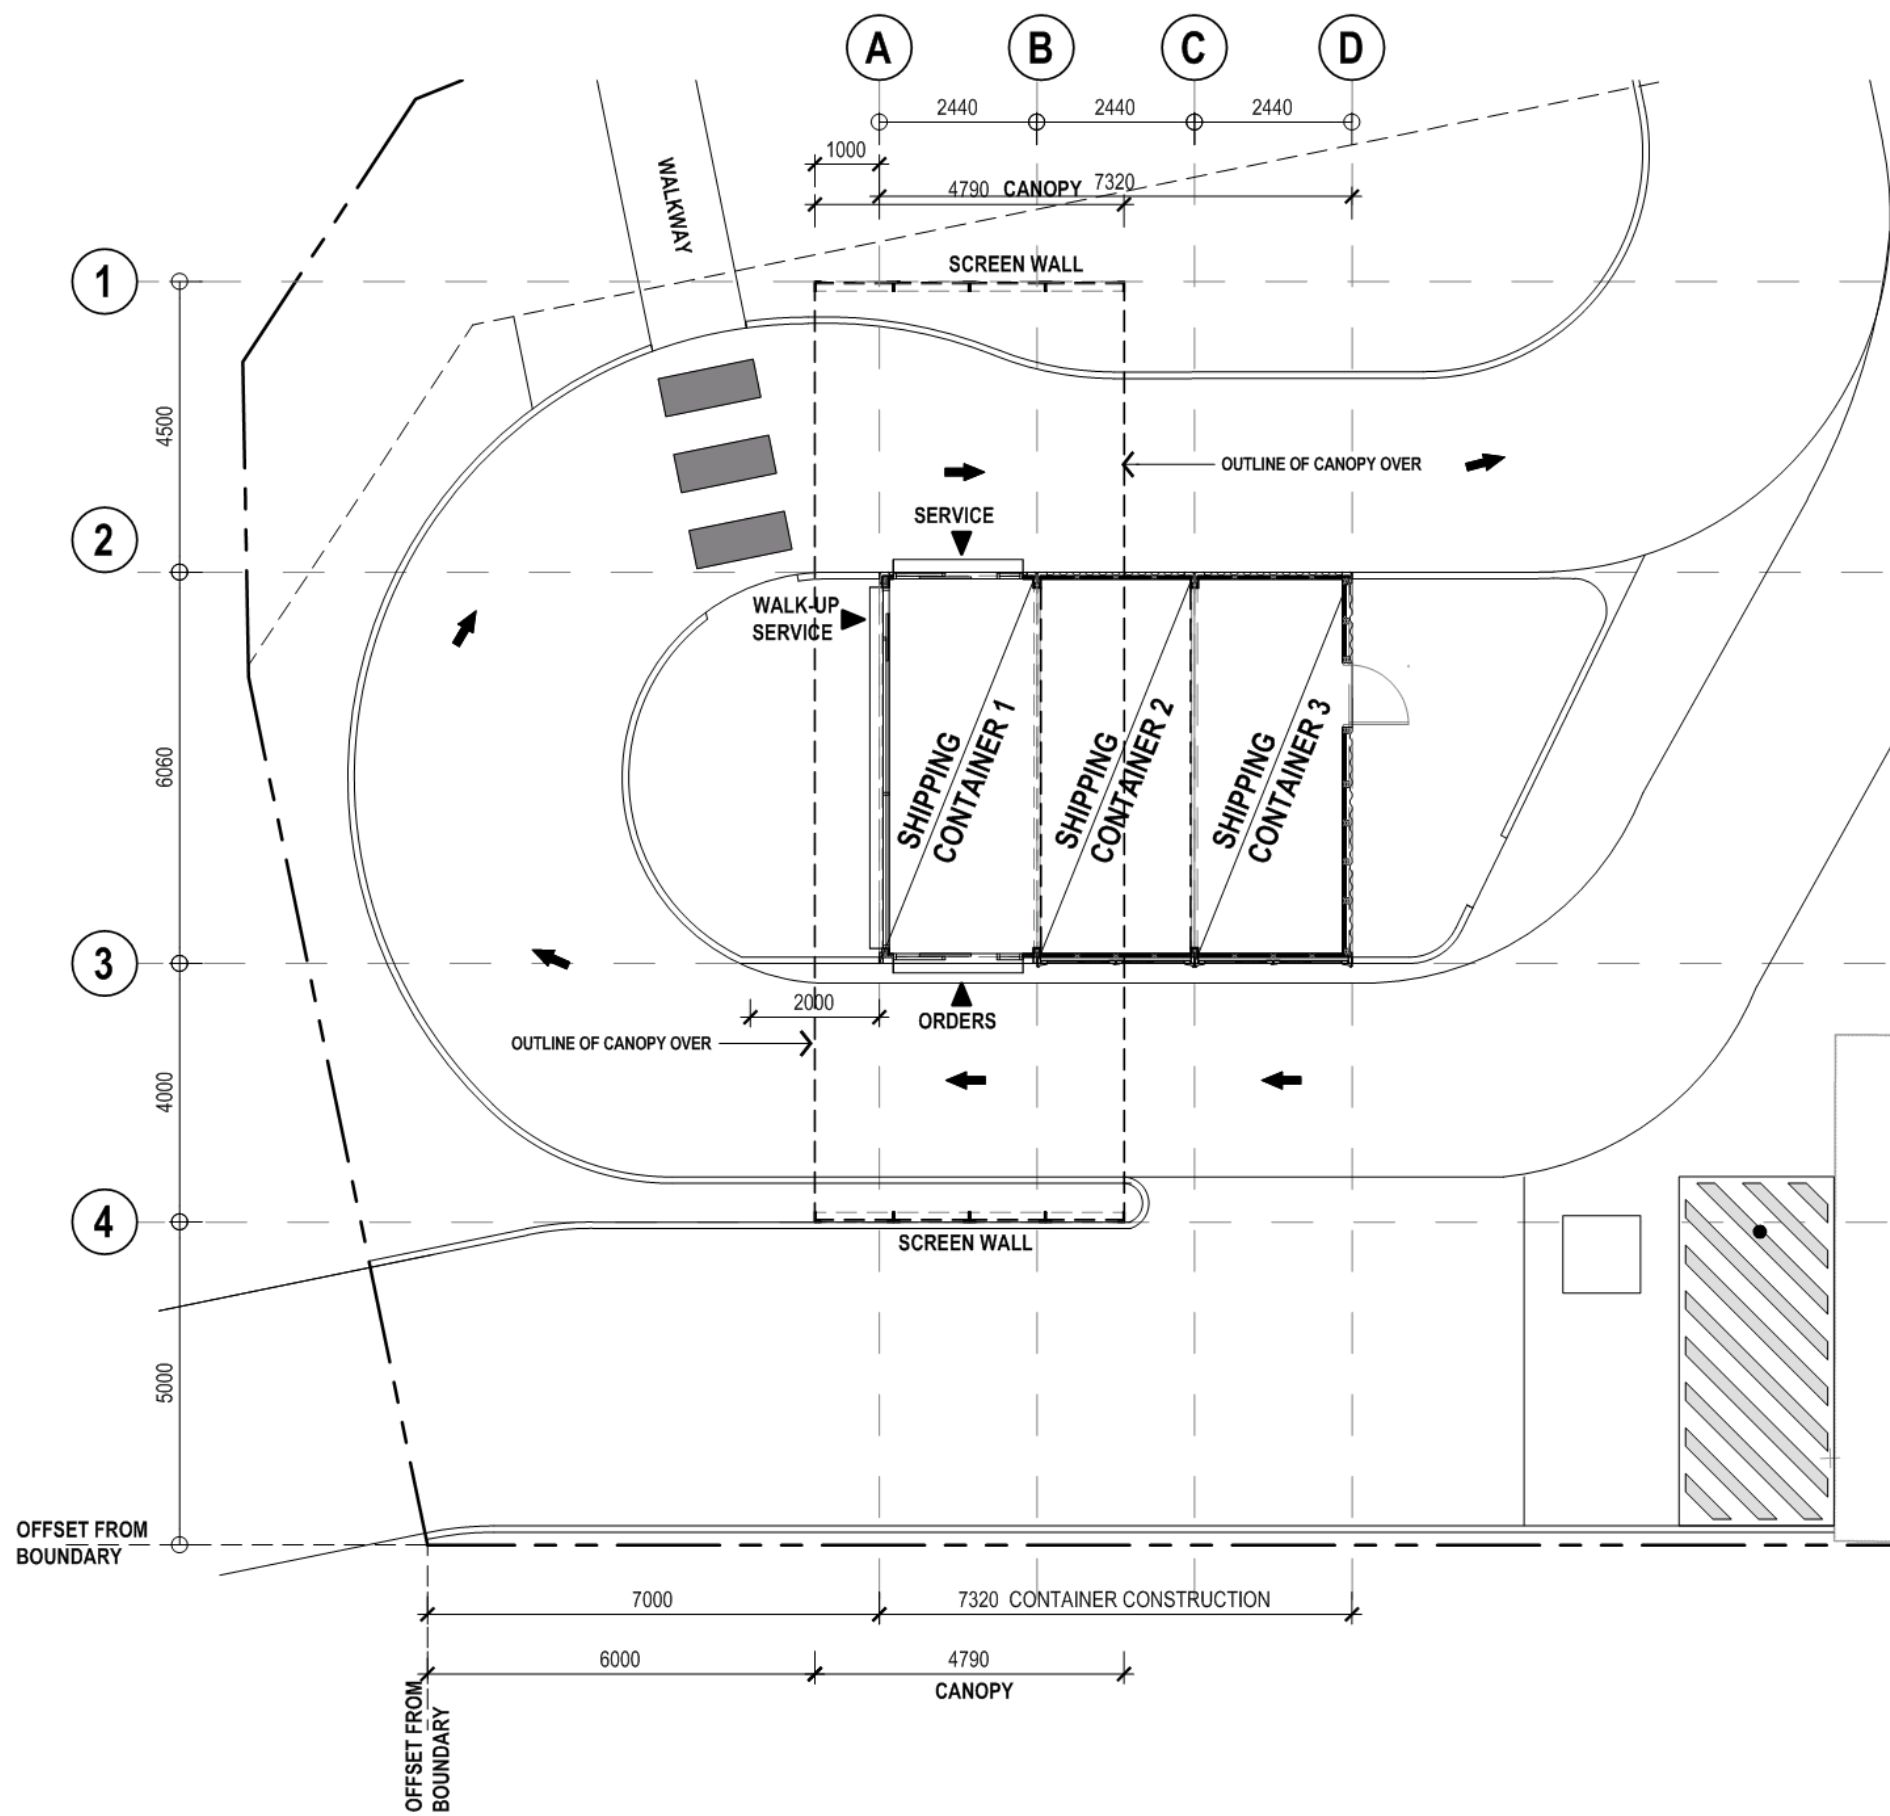 A B C D
2440 2440 2440
1000
4790 CANOPY 7320
WALKWAY
1
SCREEN WALL
4500
OUTLINE OF CANOPY OVER
SERVICE
2
WALK-UP
SERVICE
6060
SHIPPING
CONTAINER 1
SHIPPING
CONTAINER 2
SHIPPING
CONTAINER 3
3
2000
ORDERS
OUTLINE OF CANOPY OVER
4000
4
SCREEN WALL
5000
OFFSET FROM
BOUNDARY
7000
7320 CONTAINER CONSTRUCTION
6000
4790
CANOPY
OFFSET FROM
BOUNDARY